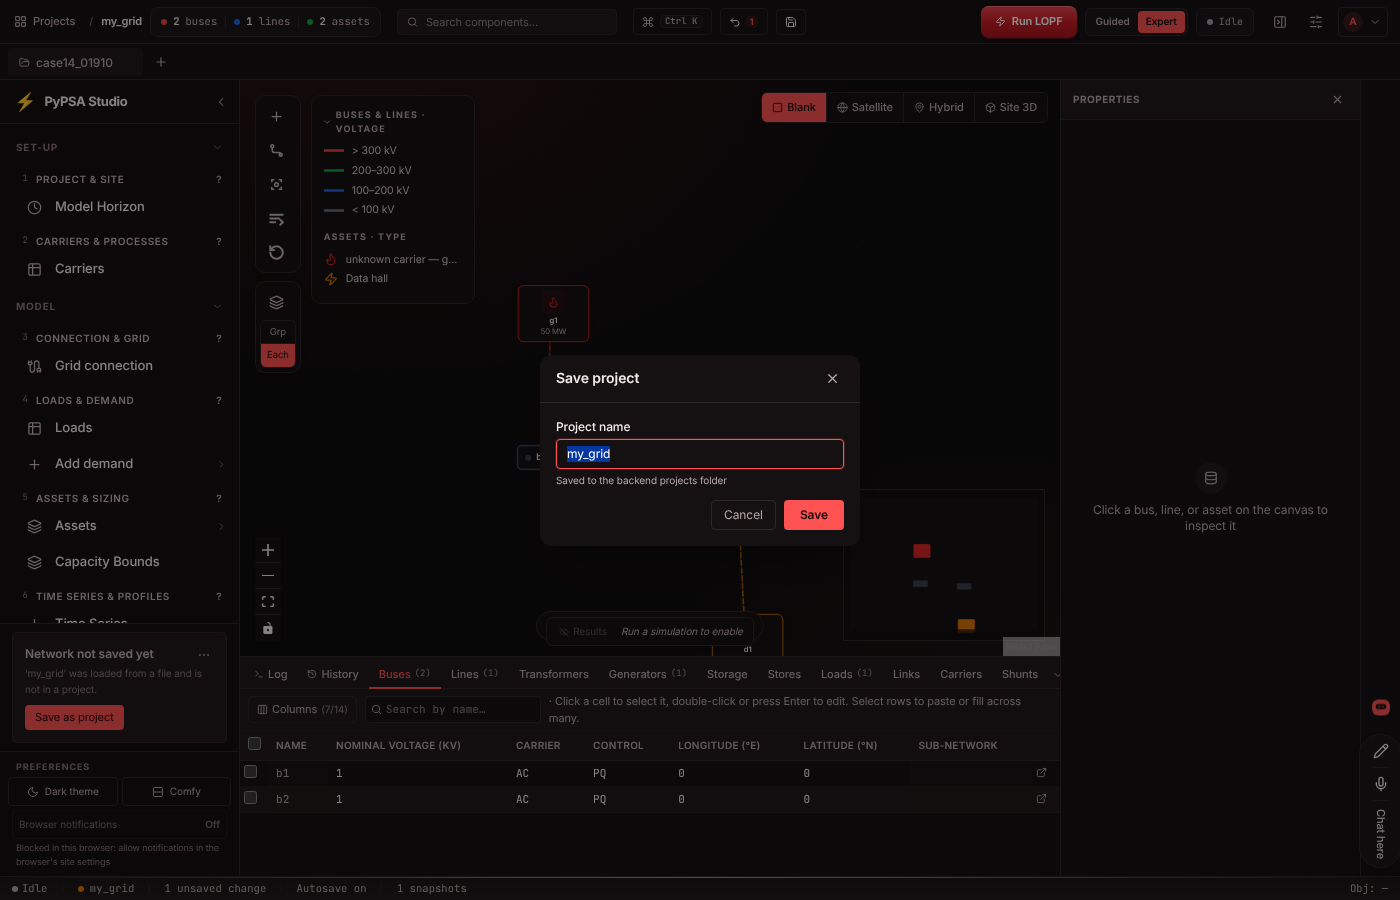 Projects / my_grid
2 buses 1 lines 2 assets
Search components...
Ctrl K
1
Run LOPF
Guided Expert
Idle
A
case14_01910
PyPSA Studio
SET-UP
1 PROJECT & SITE ?
Model Horizon
2 CARRIERS & PROCESSES ?
Carriers
MODEL
3 CONNECTION & GRID ?
Grid connection
4 LOADS & DEMAND ?
Loads
Add demand
5 ASSETS & SIZING ?
Assets
Capacity Bounds
6 TIME SERIES & PROFILES ?
Time Series
Network not saved yet
'my_grid' was loaded from a file and is
not in a project.
Save as project
PREFERENCES
Dark theme
Comfy
Browser notifications Off
Blocked in this browser: allow notifications in the
browser's site settings
Grp
Each
BUSES & LINES ·
VOLTAGE
> 300 kV
200–300 kV
100–200 kV
< 100 kV
ASSETS · TYPE
unknown carrier — g...
Data hall
Blank Satellite Hybrid Site 3D
g1
50 MW
Save project
Project name
my_grid
Saved to the backend projects folder
Cancel Save
Results Run a simulation to enable
d1
PROPERTIES
Click a bus, line, or asset on the canvas to
inspect it
Log History Buses (2) Lines (1) Transformers Generators (1) Storage Stores Loads (1) Links Carriers Shunts
Columns (7/14)
Search by name…
· Click a cell to select it, double-click or press Enter to edit. Select rows to paste or fill across
many.
NAME NOMINAL VOLTAGE (KV) CARRIER CONTROL LONGITUDE (°E) LATITUDE (°N) SUB-NETWORK
b1 1 AC PQ 0 0
b2 1 AC PQ 0 0
Chat here
Idle my_grid 1 unsaved change Autosave on 1 snapshots Obj: —